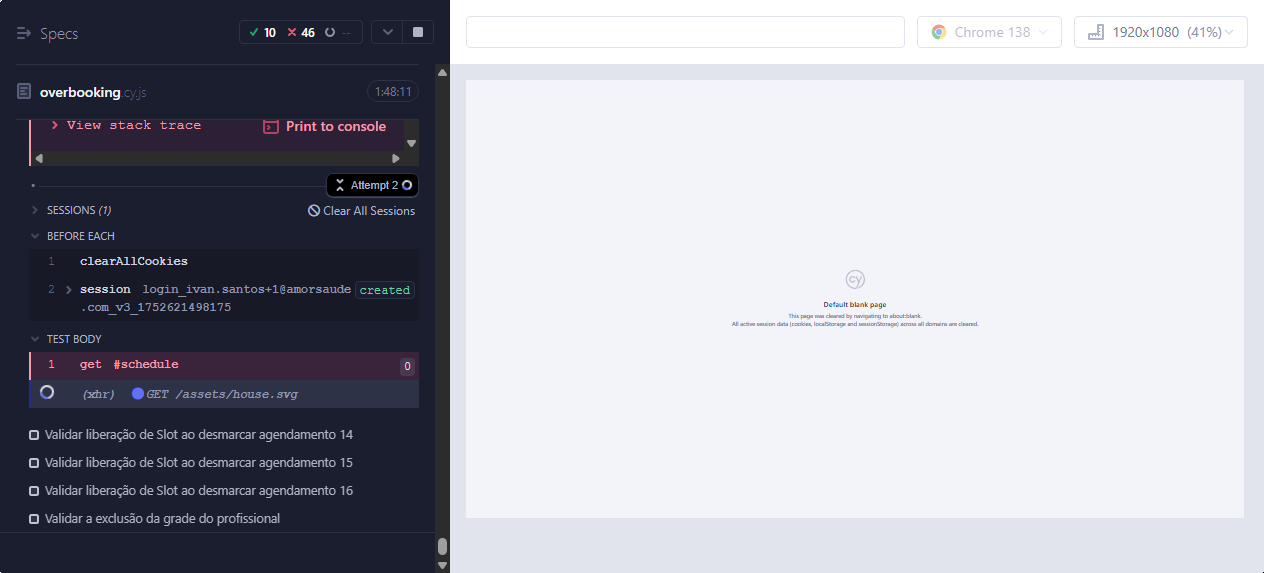 Specs
10 46 --
Chrome 138
1920x1080 (41%)
overbooking.cy.js
1:48:11
View stack trace
Print to console
Attempt 2
SESSIONS (1)
Clear All Sessions
BEFORE EACH
1 clearAllCookies
2 session login_ivan.santos+1@amorsaude created
.com_v3_1752621498175
TEST BODY
1 get #schedule 0
(xhr) GET /assets/house.svg
Validar liberação de Slot ao desmarcar agendamento 14
Validar liberação de Slot ao desmarcar agendamento 15
Validar liberação de Slot ao desmarcar agendamento 16
Validar a exclusão da grade do profissional
cy
Default blank page
This page was cleared by navigating to about:blank.
All active session data (cookies, localStorage and sessionStorage) across all domains are cleared.